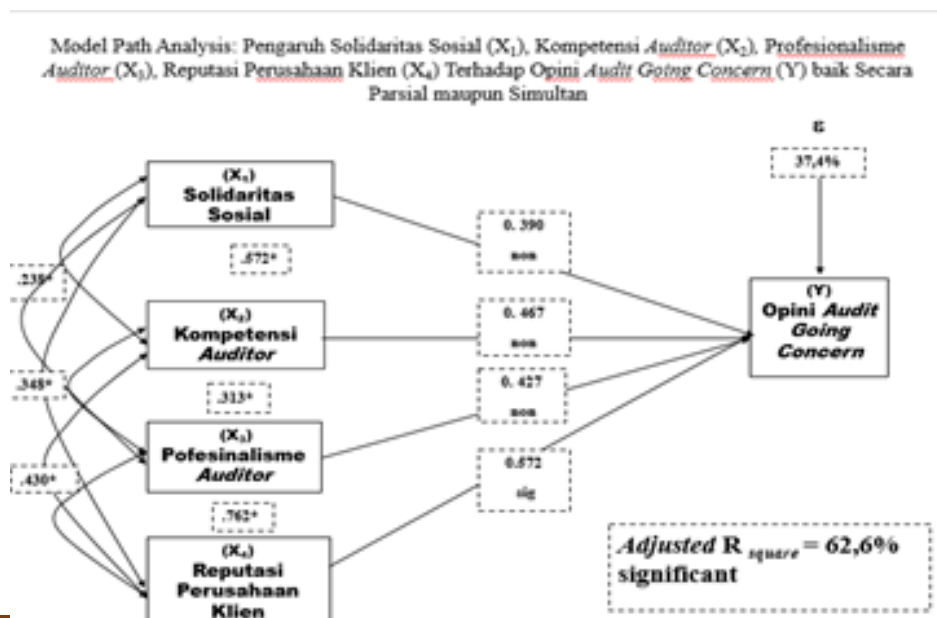 Model Path Analysis: Pengaruh Solidaritas Sosial (X₁), Kompetensi Auditor (X₂), Profesionalisme
Auditor (X₃), Reputasi Perusahaan Klien (X₄) Terhadap Opini Audit Going Concern (Y) baik Secara
Parsial maupun Simultan
ε
37,4%
(X₁)
Solidaritas
Sosial
0. 390
non
.572*
.238*
(Y)
Opini Audit
Going
Concern
(X₂)
Kompetensi
Auditor
0. 467
non
.348*
.313*
0. 427
non
(X₃)
Pofesinalisme
Auditor
0.572
sig
.430*
.762*
(X₄)
Reputasi
Perusahaan
Klien
Adjusted R square = 62,6%
significant